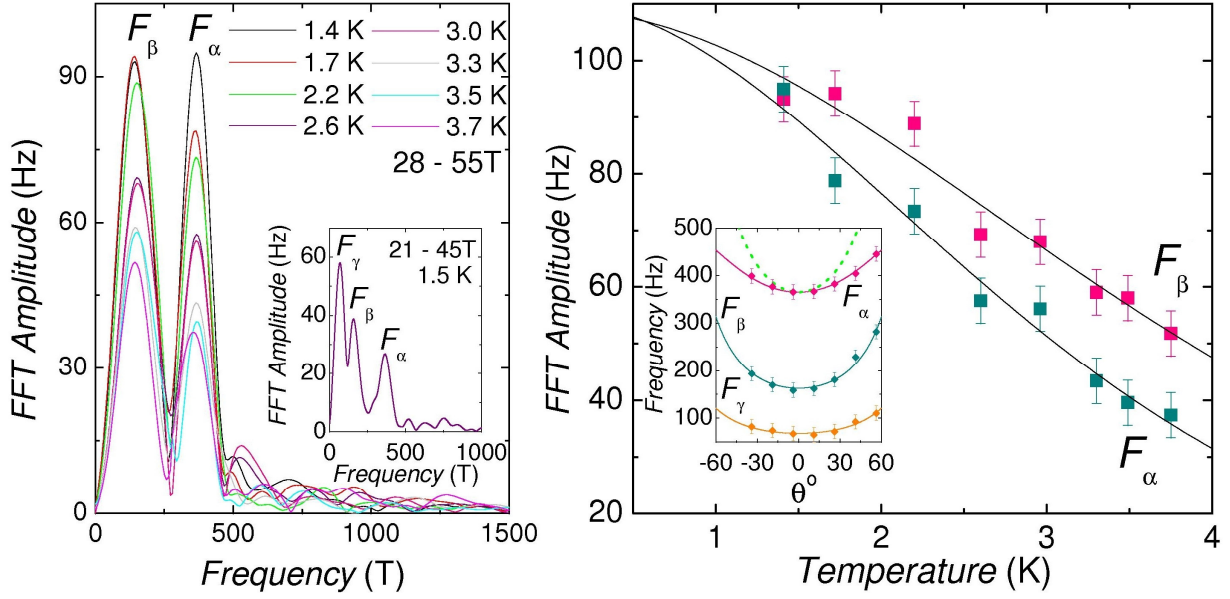 F_β F_α
1.4 K 3.0 K
1.7 K 3.3 K
2.2 K 3.5 K
2.6 K 3.7 K
28 - 55T
90
60
30
0
0 500 1000 1500
FFT Amplitude (Hz)
Frequency (T)
21 - 45T
1.5 K
F_γ
F_β
F_α
60
40
20
0
0 500 1000
FFT Amplitude (Hz)
Frequency (T)
100
80
60
40
20
1 2 3 4
FFT Amplitude (Hz)
Temperature (K)
F_β
F_α
500
400
300
200
100
-60 -30 0 30 60
Frequency (Hz)
θ°
F_α
F_β
F_γ